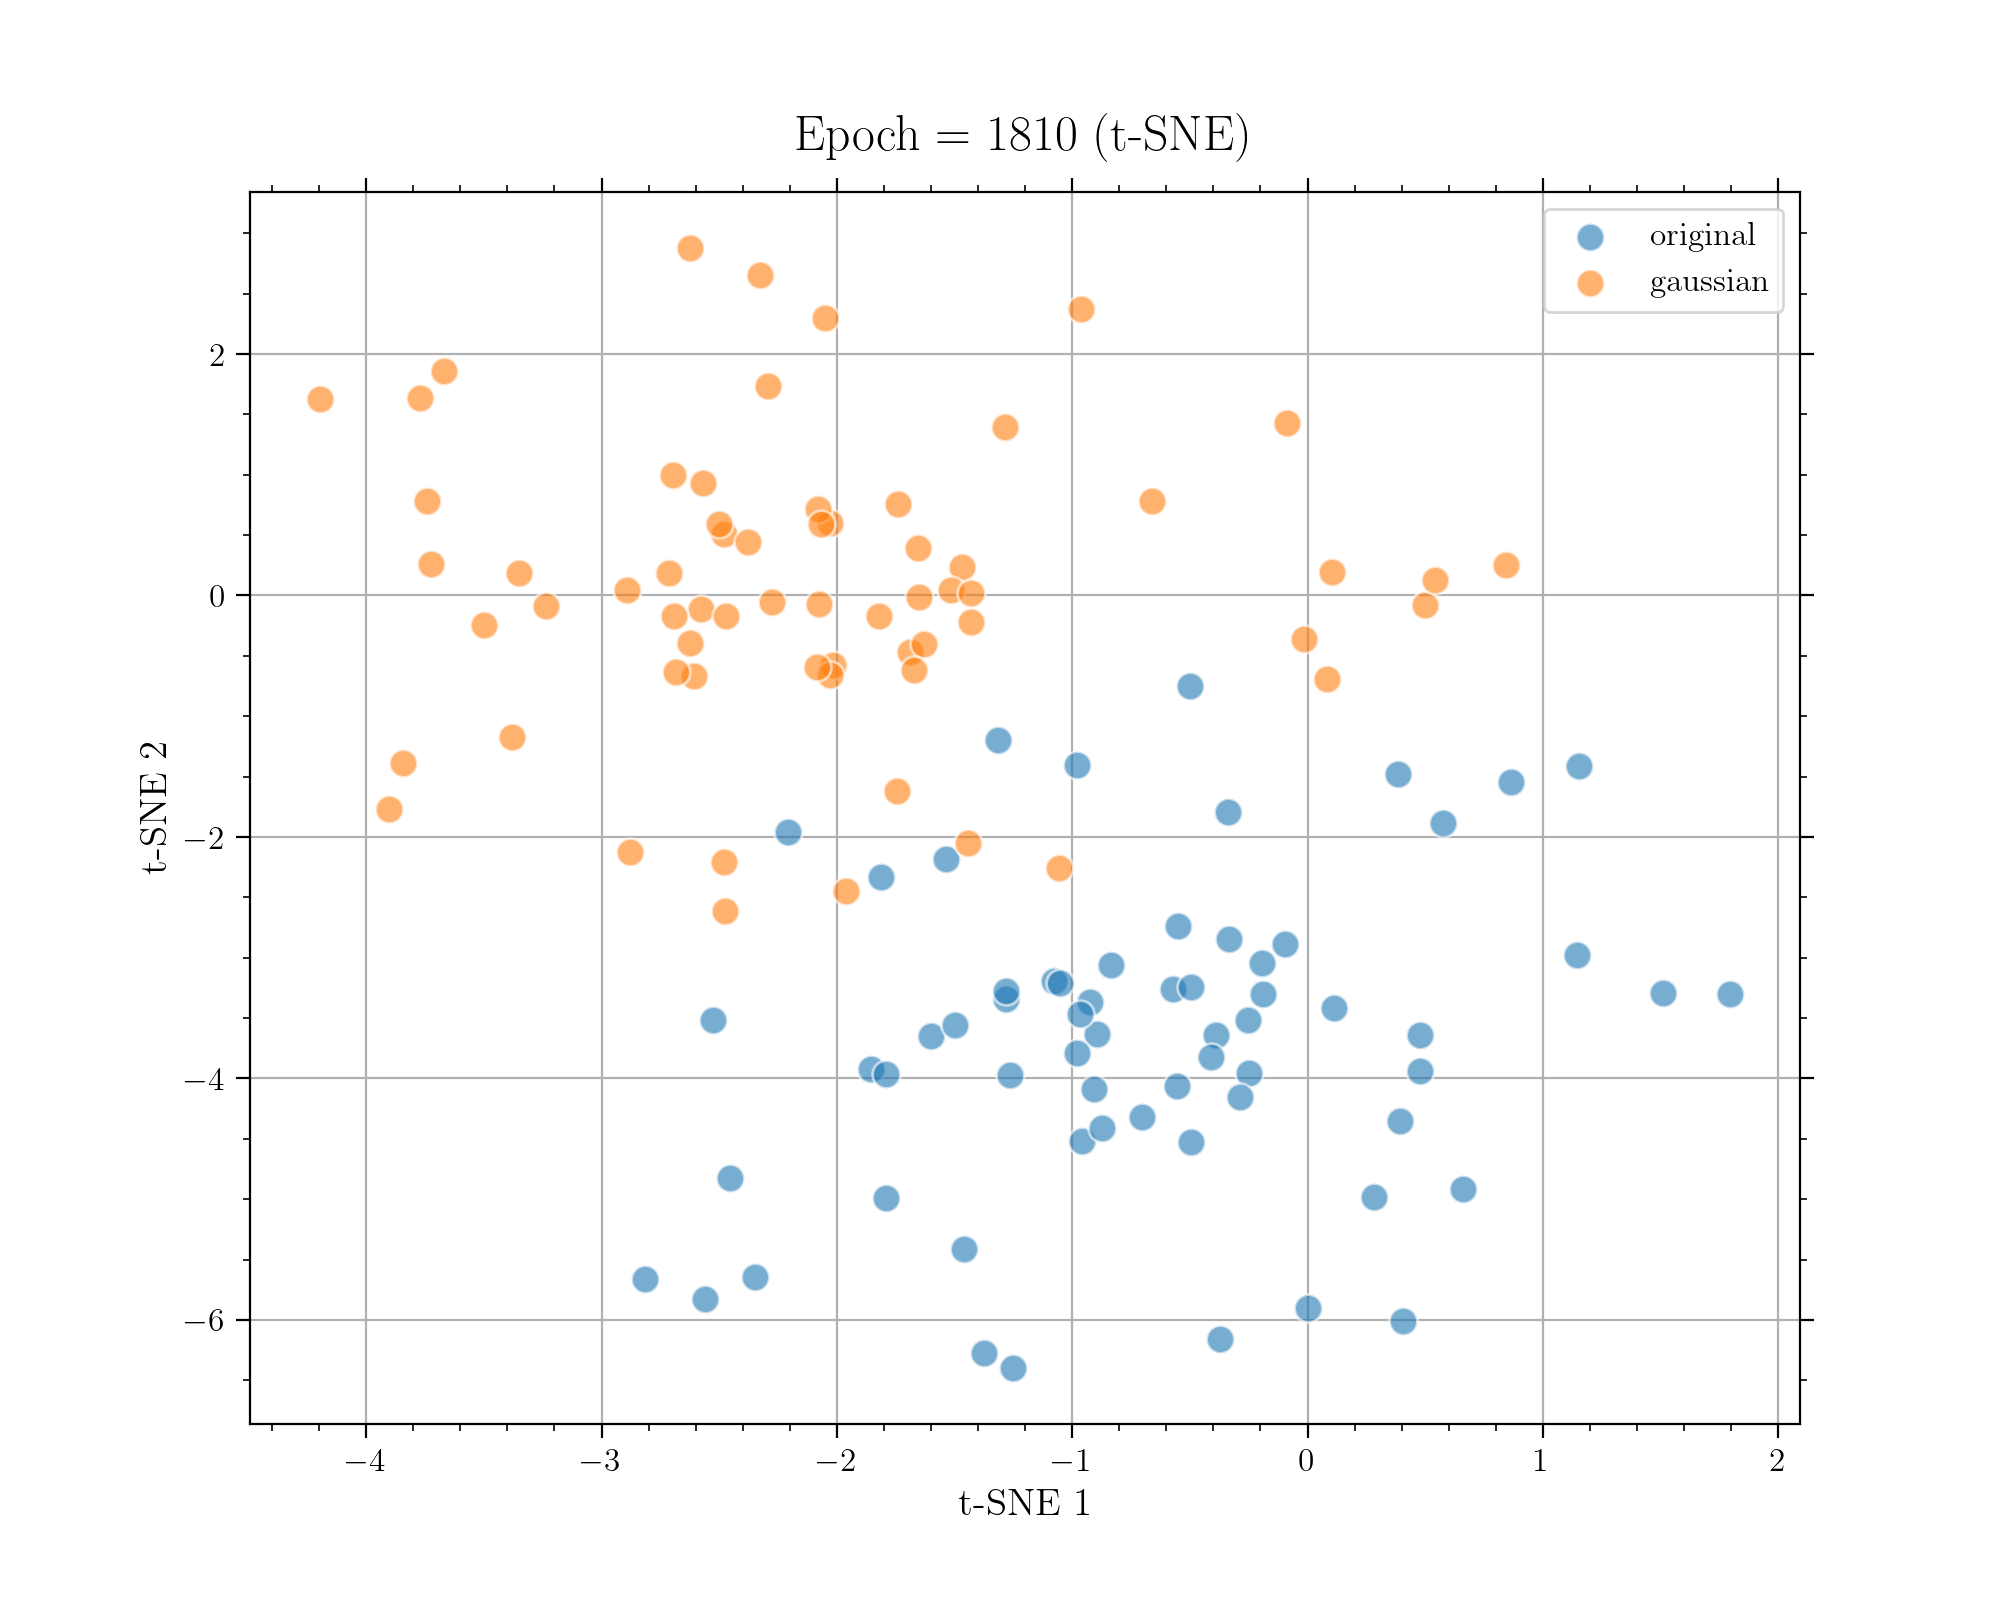 Epoch = 1810 (t-SNE)
original
gaussian
2
0
−2
−4
−6
t-SNE 2
−4 −3 −2 −1 0 1 2
t-SNE 1